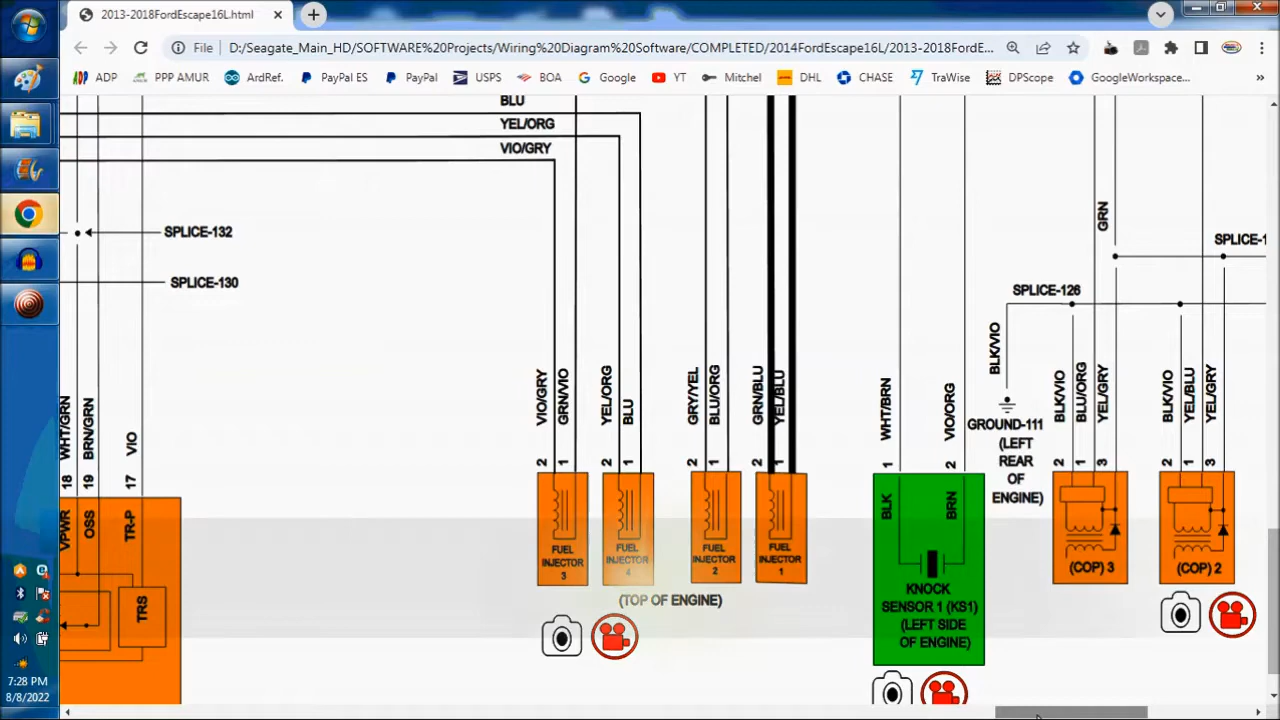 2013-2018FordEscape16L.html
File D:/Seagate_Main_HD/SOFTWARE%20Projects/Wiring%20Diagram%20Software/COMPLETED/2014FordEscape16L/2013-2018FordE...
ADP PPP AMUR ArdRef. PayPal ES PayPal USPS BOA Google YT Mitchel DHL CHASE TraWise DPScope GoogleWorkspace... »
BLU
YEL/ORG
VIO/GRY
SPLICE-132
SPLICE-130
GRN
SPLICE-1
SPLICE-126
BLK/VIO
GROUND-111
(LEFT
REAR
OF
ENGINE)
WHT/GRN BRN/GRN VIO
18 19 17
VPWR OSS TR-P
TRS
VIO/GRY GRN/VIO YEL/ORG BLU GRY/YEL BLU/ORG GRN/BLU YEL/BLU
2 1 2 1 2 1 2 1
FUEL
INJECTOR
3
FUEL
INJECTOR
4
FUEL
INJECTOR
2
FUEL
INJECTOR
1
(TOP OF ENGINE)
WHT/BRN VIO/ORG
1 2
BLK BRN
KNOCK
SENSOR 1 (KS1)
(LEFT SIDE
OF ENGINE)
BLK/VIO BLU/ORG YEL/GRY BLK/VIO YEL/BLU YEL/GRY
2 1 3 2 1 3
(COP) 3
(COP) 2
7:28 PM
8/8/2022